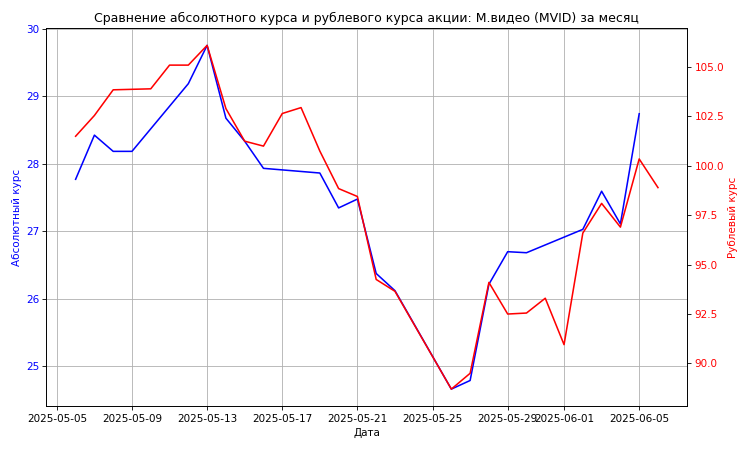 Сравнение абсолютного курса и рублевого курса акции: М.видео (MVID) за месяц
30
29
28
27
26
25
Абсолютный курс
105.0
102.5
100.0
97.5
95.0
92.5
90.0
Рублевый курс
2025-05-05 2025-05-09 2025-05-13 2025-05-17 2025-05-21 2025-05-25 2025-05-29 2025-06-01 2025-06-05
Дата